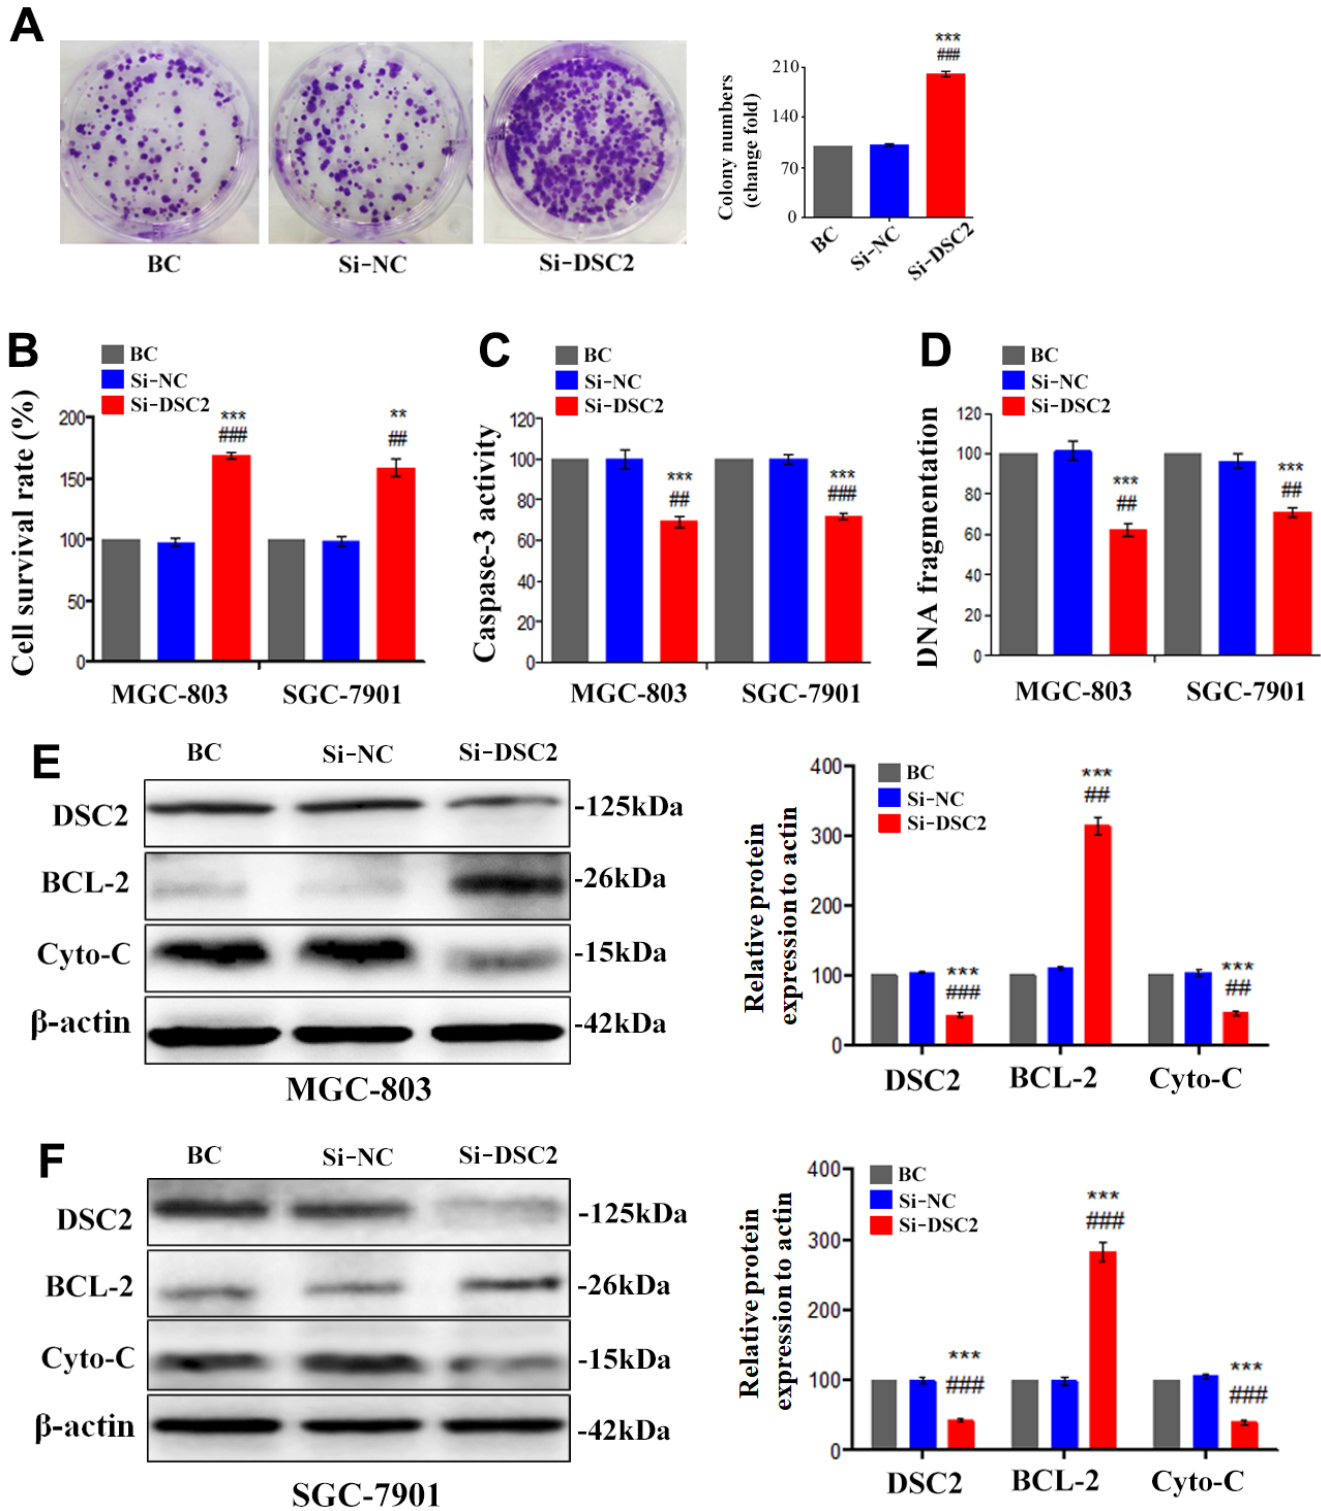 A
BC
Si-NC
Si-DSC2
Colony numbers
(change fold)
210
140
70
0
***
###
BC
Si-NC
Si-DSC2
B
BC
Si-NC
Si-DSC2
Cell survival rate (%)
200
150
100
50
0
***
###
**
##
MGC-803
SGC-7901
C
BC
Si-NC
Si-DSC2
Caspase-3 activity
120
100
80
60
40
20
0
***
##
***
###
MGC-803
SGC-7901
D
BC
Si-NC
Si-DSC2
DNA fragmentation
120
100
80
60
40
20
0
***
##
***
##
MGC-803
SGC-7901
E
BC
Si-NC
Si-DSC2
DSC2
-125kDa
BCL-2
-26kDa
Cyto-C
-15kDa
β-actin
-42kDa
MGC-803
Relative protein
expression to actin
400
300
200
100
0
BC
Si-NC
Si-DSC2
***
###
***
##
***
##
DSC2
BCL-2
Cyto-C
F
BC
Si-NC
Si-DSC2
DSC2
-125kDa
BCL-2
-26kDa
Cyto-C
-15kDa
β-actin
-42kDa
SGC-7901
Relative protein
expression to actin
400
300
200
100
0
BC
Si-NC
Si-DSC2
***
###
***
###
***
###
DSC2
BCL-2
Cyto-C